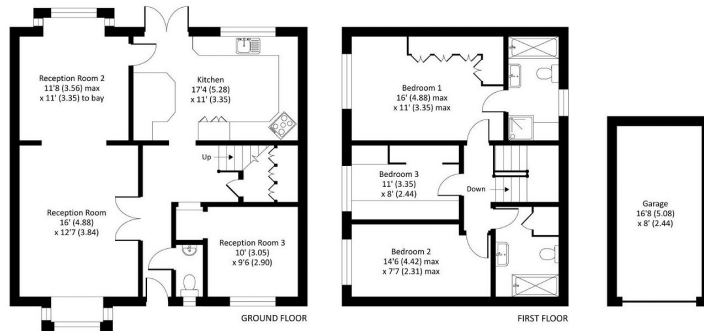 Reception Room 2
11'8 (3.56) max
x 11' (3.35) to bay
Kitchen
17'4 (5.28)
x 11' (3.35)
Up
Reception Room
16' (4.88)
x 12'7 (3.84)
Reception Room 3
10' (3.05)
x 9'6 (2.90)
GROUND FLOOR
Bedroom 1
16' (4.88) max
x 11' (3.35) max
Bedroom 3
11' (3.35)
x 8' (2.44)
Down
Bedroom 2
14'6 (4.42) max
x 7'7 (2.31) max
FIRST FLOOR
Garage
16'8 (5.08)
x 8' (2.44)